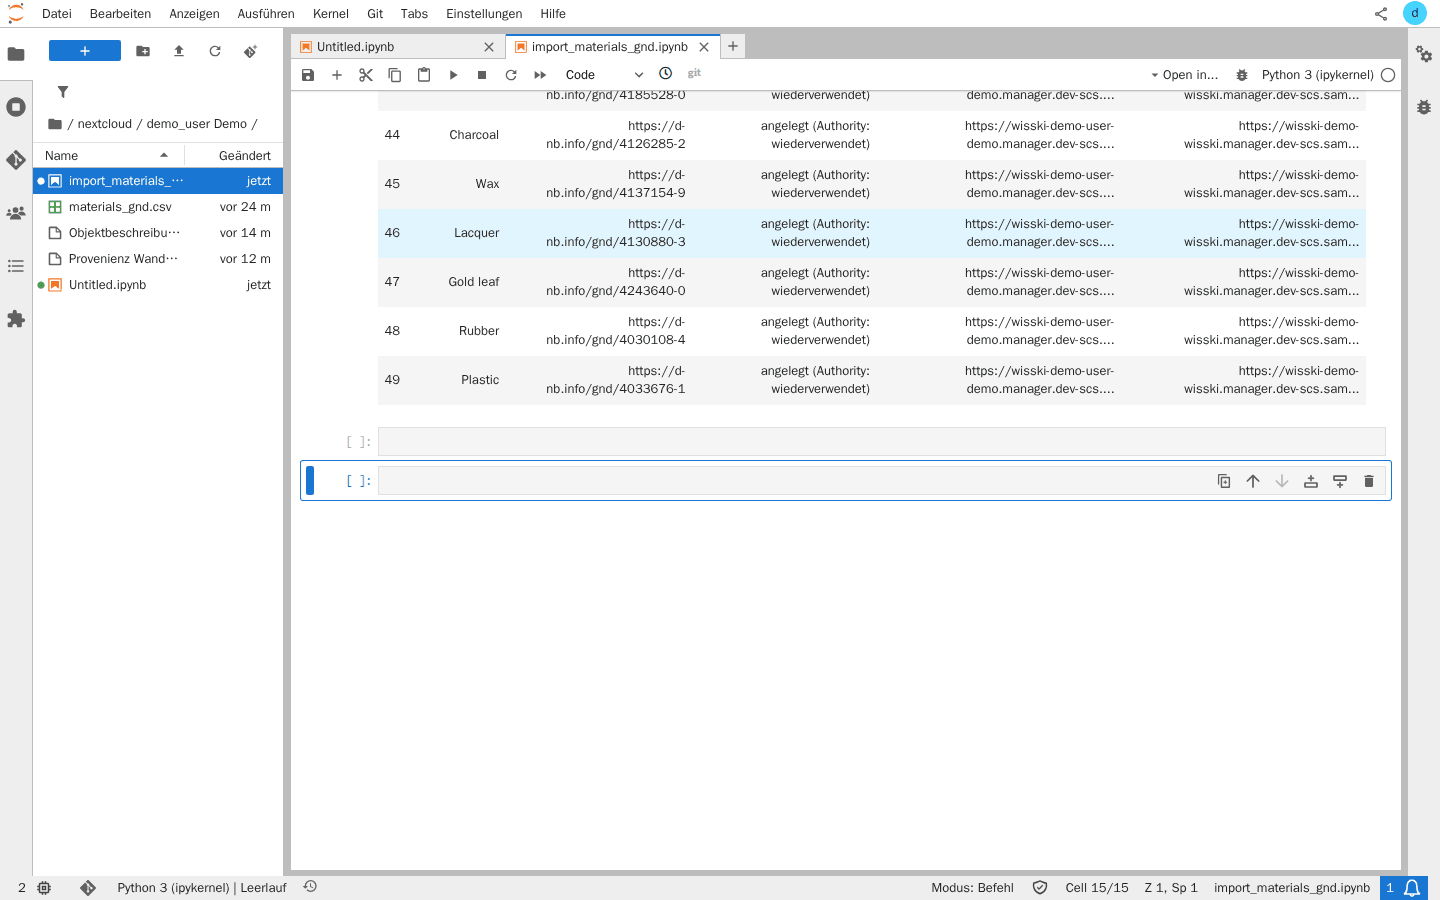 Datei Bearbeiten Anzeigen Ausführen Kernel Git Tabs Einstellungen Hilfe
d
Untitled.ipynb
import_materials_gnd.ipynb
Code
git
Open in...
Python 3 (ipykernel)
/ nextcloud / demo_user Demo /
Name Geändert
import_materials_··· jetzt
materials_gnd.csv vor 24 m
Objektbeschreibu··· vor 14 m
Provenienz Wand··· vor 12 m
Untitled.ipynb jetzt
nb.info/gnd/4185528-0 wiederverwendet) demo.manager.dev-scs.... wisski.manager.dev-scs.sam...
https://d- angelegt (Authority: https://wisski-demo-user- https://wisski-demo-
44 Charcoal
nb.info/gnd/4126285-2 wiederverwendet) demo.manager.dev-scs.... wisski.manager.dev-scs.sam...
https://d- angelegt (Authority: https://wisski-demo-user- https://wisski-demo-
45 Wax
nb.info/gnd/4137154-9 wiederverwendet) demo.manager.dev-scs.... wisski.manager.dev-scs.sam...
https://d- angelegt (Authority: https://wisski-demo-user- https://wisski-demo-
46 Lacquer
nb.info/gnd/4130880-3 wiederverwendet) demo.manager.dev-scs.... wisski.manager.dev-scs.sam...
https://d- angelegt (Authority: https://wisski-demo-user- https://wisski-demo-
47 Gold leaf
nb.info/gnd/4243640-0 wiederverwendet) demo.manager.dev-scs.... wisski.manager.dev-scs.sam...
https://d- angelegt (Authority: https://wisski-demo-user- https://wisski-demo-
48 Rubber
nb.info/gnd/4030108-4 wiederverwendet) demo.manager.dev-scs.... wisski.manager.dev-scs.sam...
https://d- angelegt (Authority: https://wisski-demo-user- https://wisski-demo-
49 Plastic
nb.info/gnd/4033676-1 wiederverwendet) demo.manager.dev-scs.... wisski.manager.dev-scs.sam...
[ ]:
[ ]:
2 Python 3 (ipykernel) | Leerlauf Modus: Befehl Cell 15/15 Z 1, Sp 1 import_materials_gnd.ipynb 1